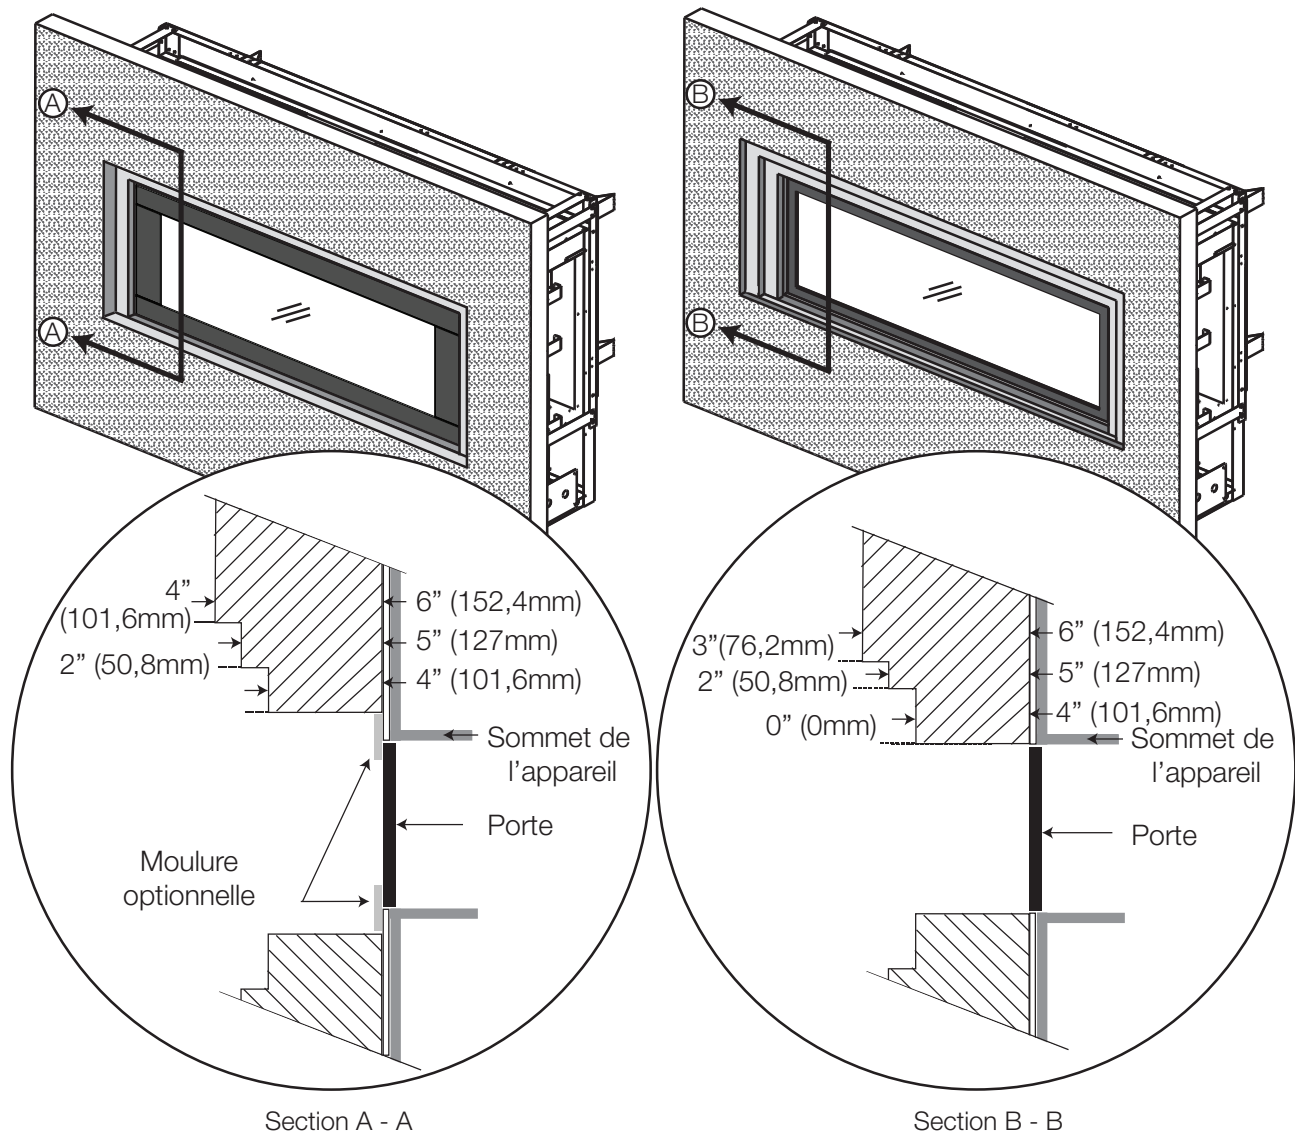 A
A
B
B
4”
(101,6mm)
2” (50,8mm)
6” (152,4mm)
5” (127mm)
4” (101,6mm)
Sommet de
l’appareil
Porte
Moulure
optionnelle
Section A - A
3”(76,2mm)
2” (50,8mm)
0” (0mm)
6” (152,4mm)
5” (127mm)
4” (101,6mm)
Sommet de
l’appareil
Porte
Section B - B